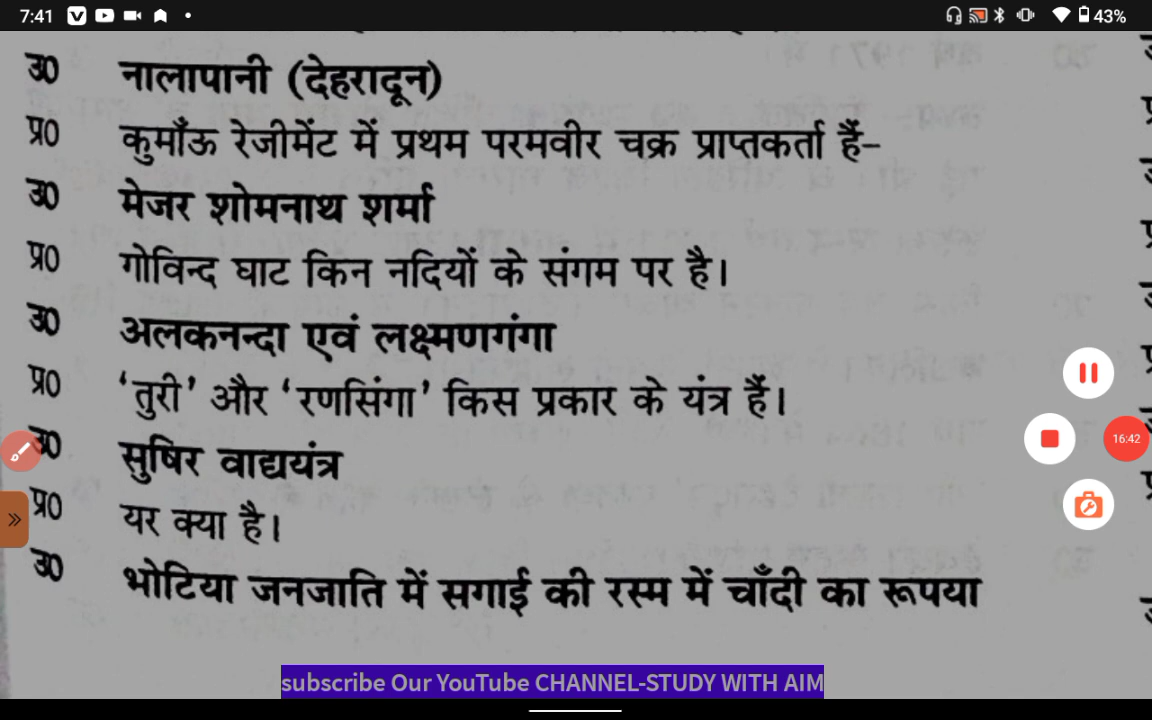 7:41 43%
उ0 नालापानी (देहरादून)
प्र0 कुमाँऊ रेजीमेंट में प्रथम परमवीर चक्र प्राप्तकर्ता हैं-
उ0 मेजर शोमनाथ शर्मा
प्र0 गोविन्द घाट किन नदियों के संगम पर है।
उ0 अलकनन्दा एवं लक्ष्मणगंगा
प्र0 ‘तुरी’ और ‘रणसिंगा’ किस प्रकार के यंत्र हैं।
16:42
उ0 सुषिर वाद्ययंत्र
प्र0 यर क्या है।
उ0 भोटिया जनजाति में सगाई की रस्म में चाँदी का रूपया
subscribe Our YouTube CHANNEL-STUDY WITH AIM